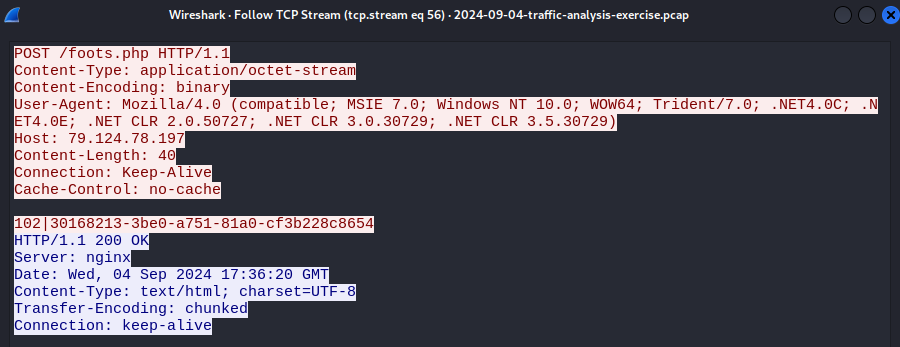 Wireshark · Follow TCP Stream (tcp.stream eq 56) · 2024-09-04-traffic-analysis-exercise.pcap
POST /foots.php HTTP/1.1
Content-Type: application/octet-stream
Content-Encoding: binary
User-Agent: Mozilla/4.0 (compatible; MSIE 7.0; Windows NT 10.0; WOW64; Trident/7.0; .NET4.0C; .N
ET4.0E; .NET CLR 2.0.50727; .NET CLR 3.0.30729; .NET CLR 3.5.30729)
Host: 79.124.78.197
Content-Length: 40
Connection: Keep-Alive
Cache-Control: no-cache
102|30168213-3be0-a751-81a0-cf3b228c8654
HTTP/1.1 200 OK
Server: nginx
Date: Wed, 04 Sep 2024 17:36:20 GMT
Content-Type: text/html; charset=UTF-8
Transfer-Encoding: chunked
Connection: keep-alive